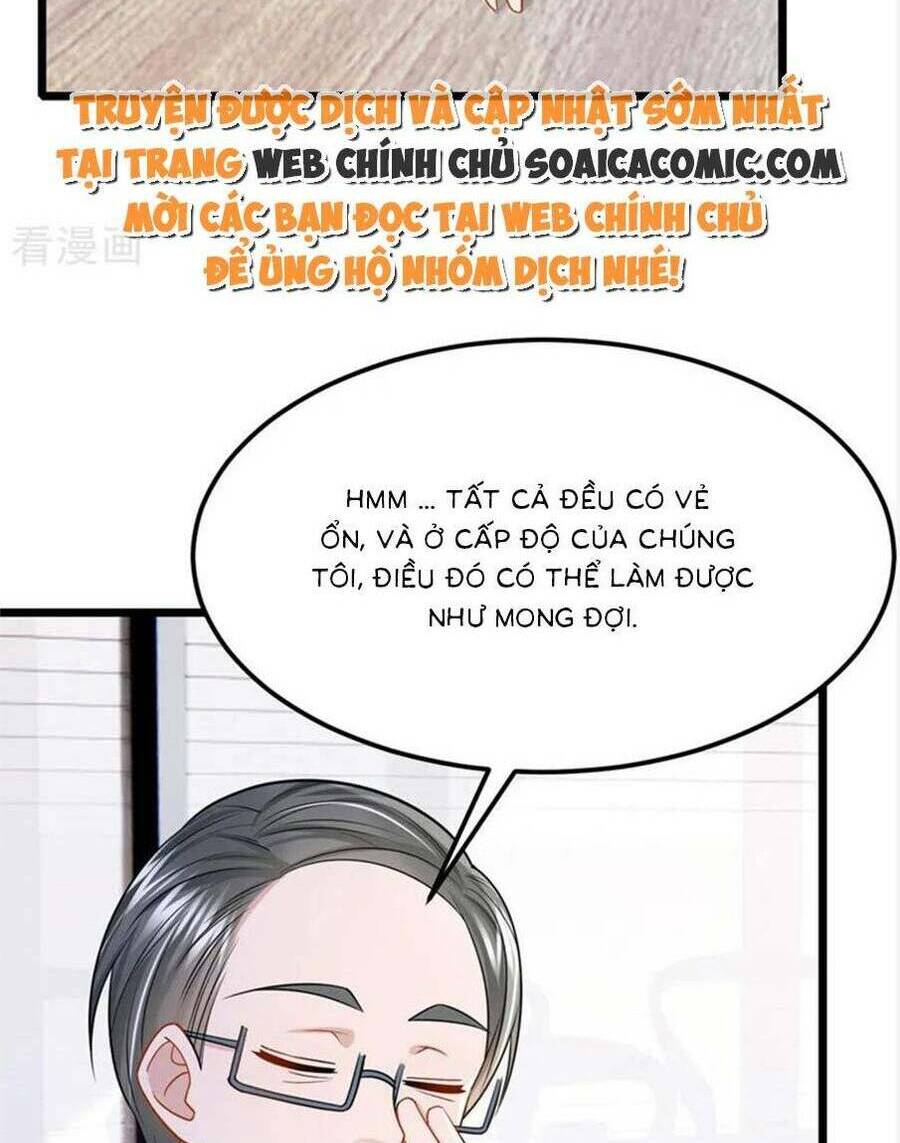 TRUYỆN ĐƯỢC DỊCH VÀ CẬP NHẬT SỚM NHẤT
TẠI TRANG WEB CHÍNH CHỦ SOAICACOMIC.COM
MỜI CÁC BẠN ĐỌC TẠI WEB CHÍNH CHỦ
ĐỂ ỦNG HỘ NHÓM DỊCH NHÉ!
看漫画
HMM ... TẤT CẢ ĐỀU CÓ VẺ
ỔN, VÀ Ở CẤP ĐỘ CỦA CHÚNG
TÔI, ĐIỀU ĐÓ CÓ THỂ LÀM ĐƯỢC
NHƯ MONG ĐỢI.